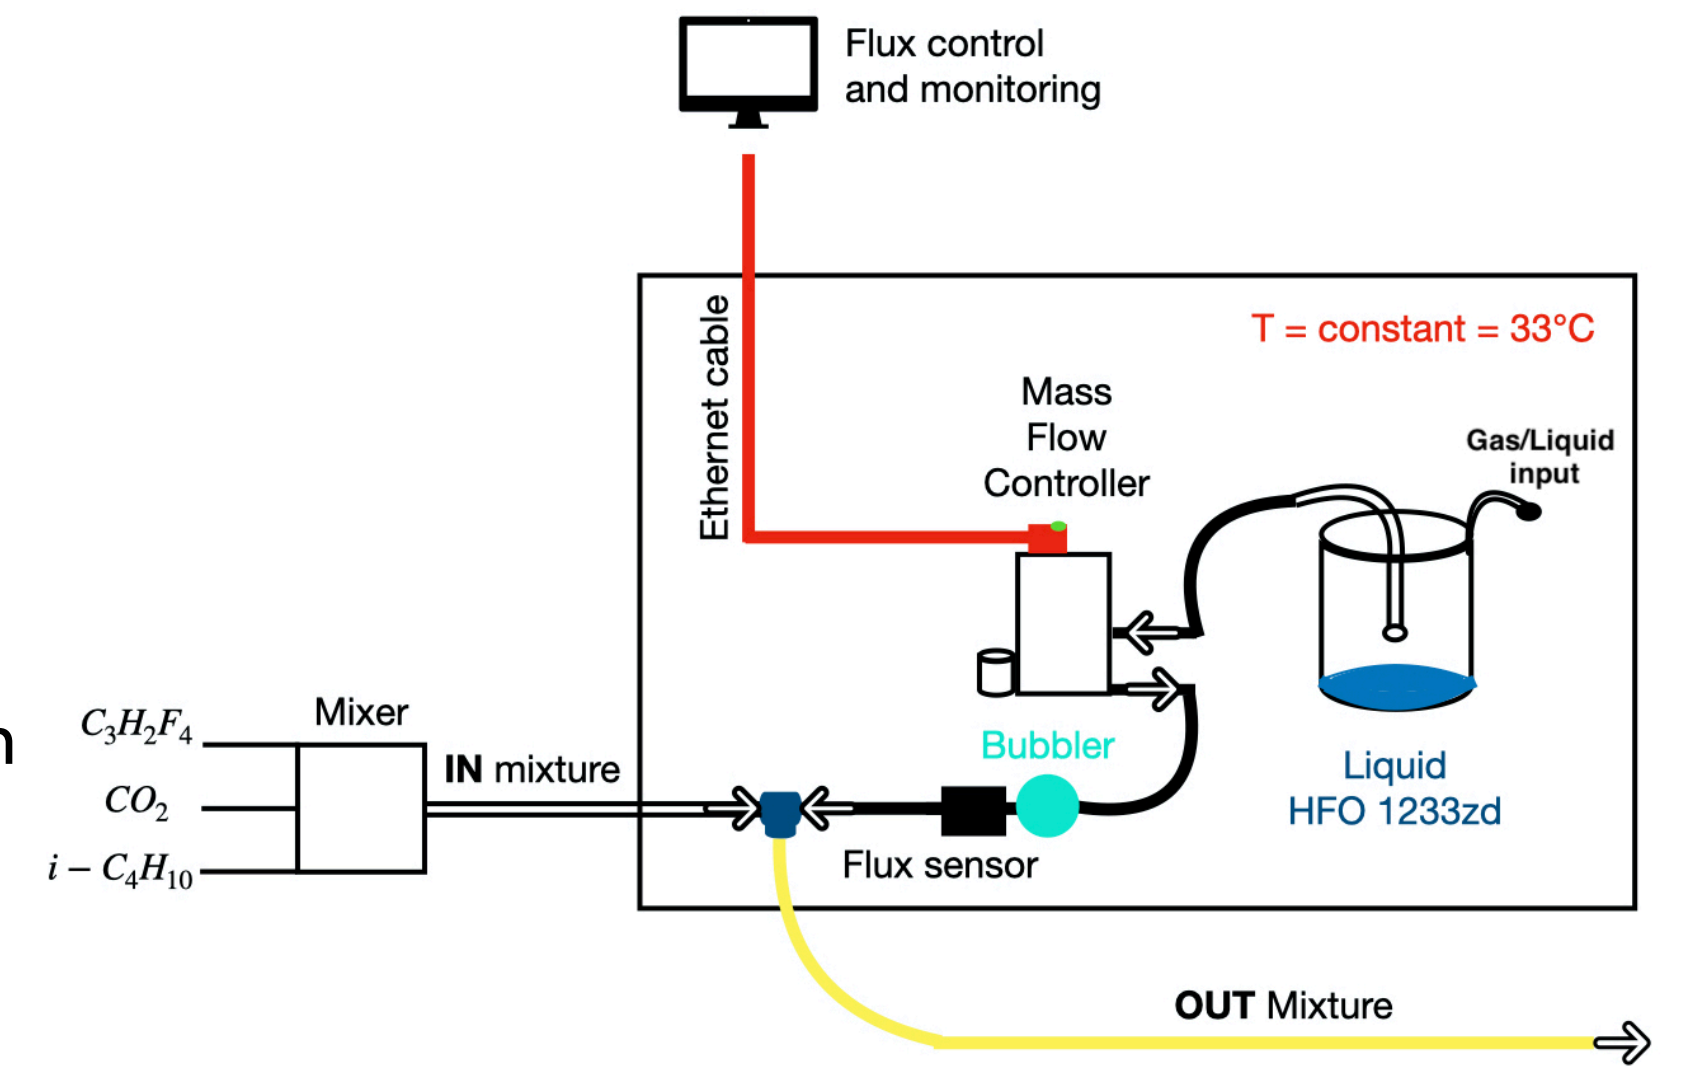 Flux control
and monitoring
Ethernet cable
T = constant = 33°C
Mass
Flow
Controller
Gas/Liquid
input
n
C₃H₂F₄
CO₂
i − C₄H₁₀
Mixer
IN mixture
Bubbler
Flux sensor
Liquid
HFO 1233zd
OUT Mixture